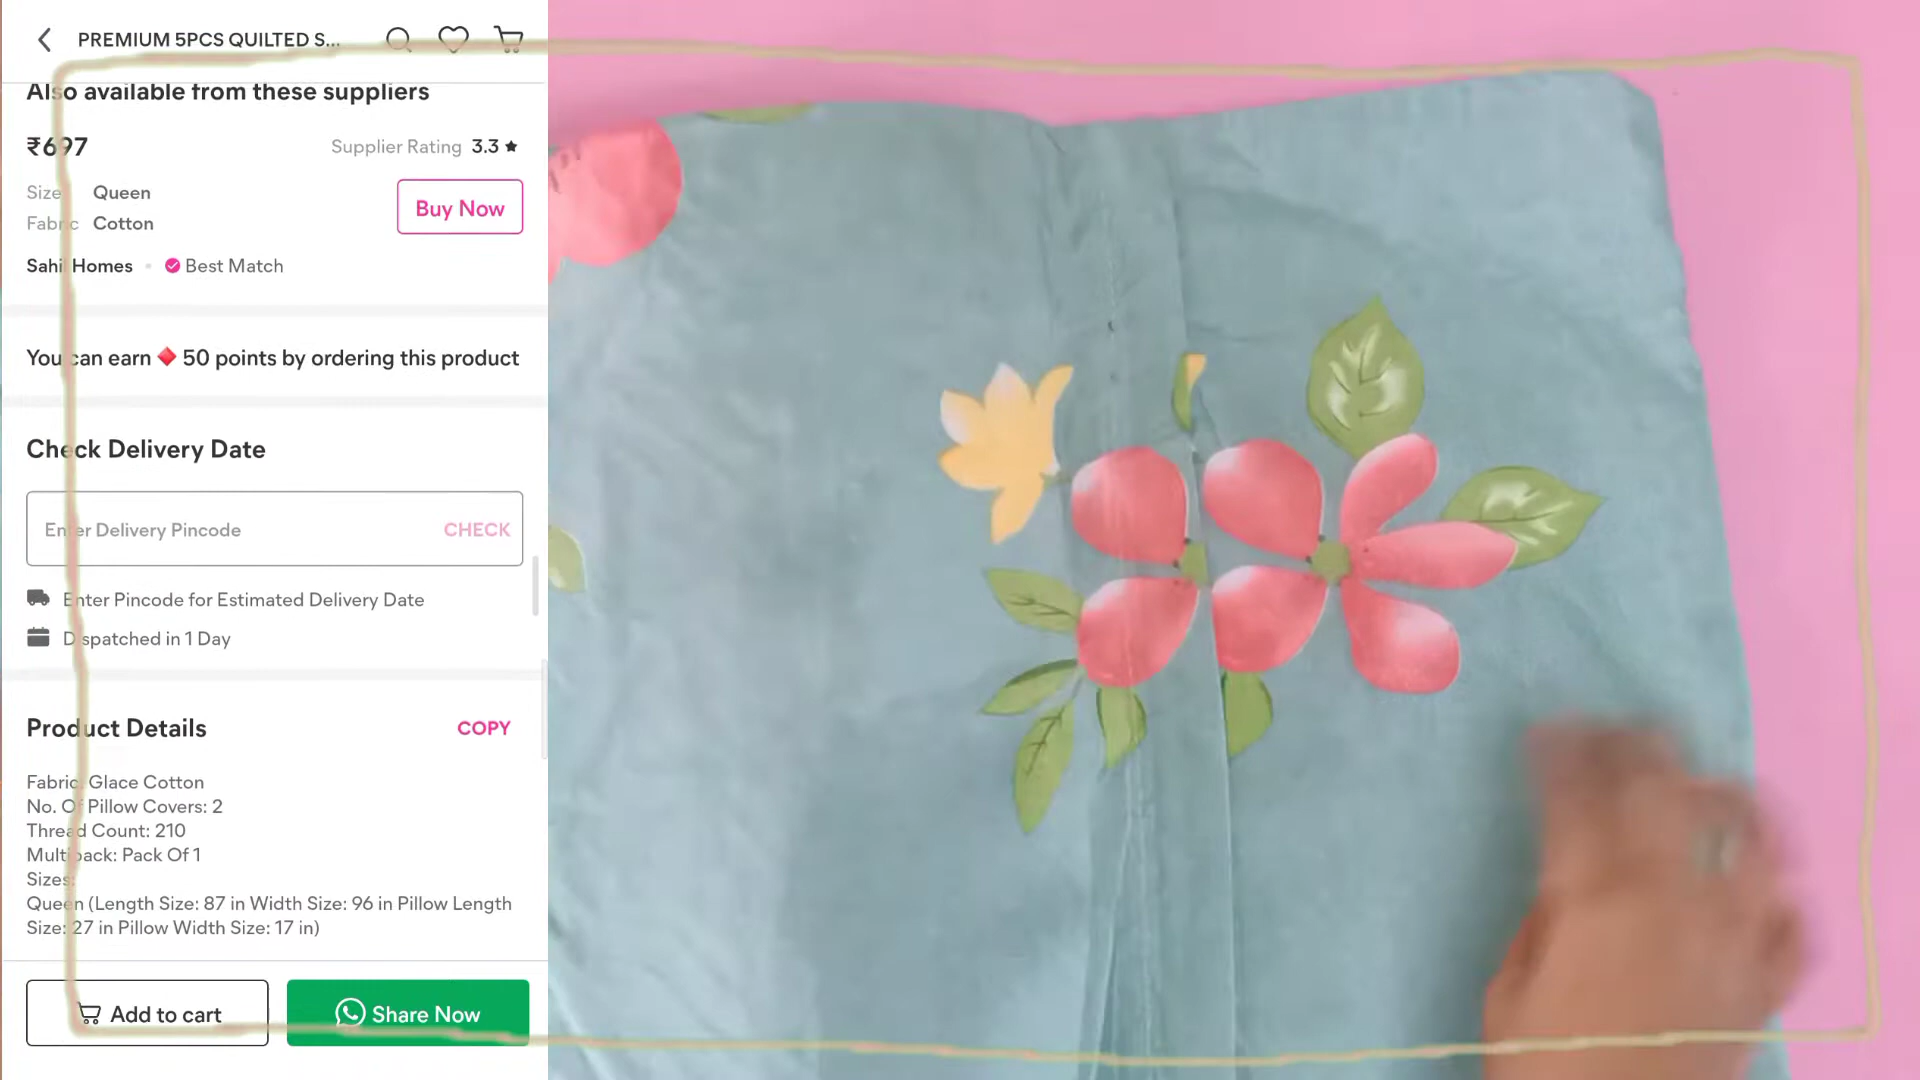 PREMIUM 5PCS QUILTED S...
Also available from these suppliers
₹697
Supplier Rating 3.3
Size Queen
Buy Now
Fabric Cotton
Sahil Homes
Best Match
You can earn 50 points by ordering this product
Check Delivery Date
Enter Delivery Pincode
CHECK
Enter Pincode for Estimated Delivery Date
Dispatched in 1 Day
Product Details
COPY
Fabric: Glace Cotton
No. Of Pillow Covers: 2
Thread Count: 210
Multipack: Pack Of 1
Sizes:
Queen (Length Size: 87 in Width Size: 96 in Pillow Length
Size: 27 in Pillow Width Size: 17 in)
Add to cart
Share Now